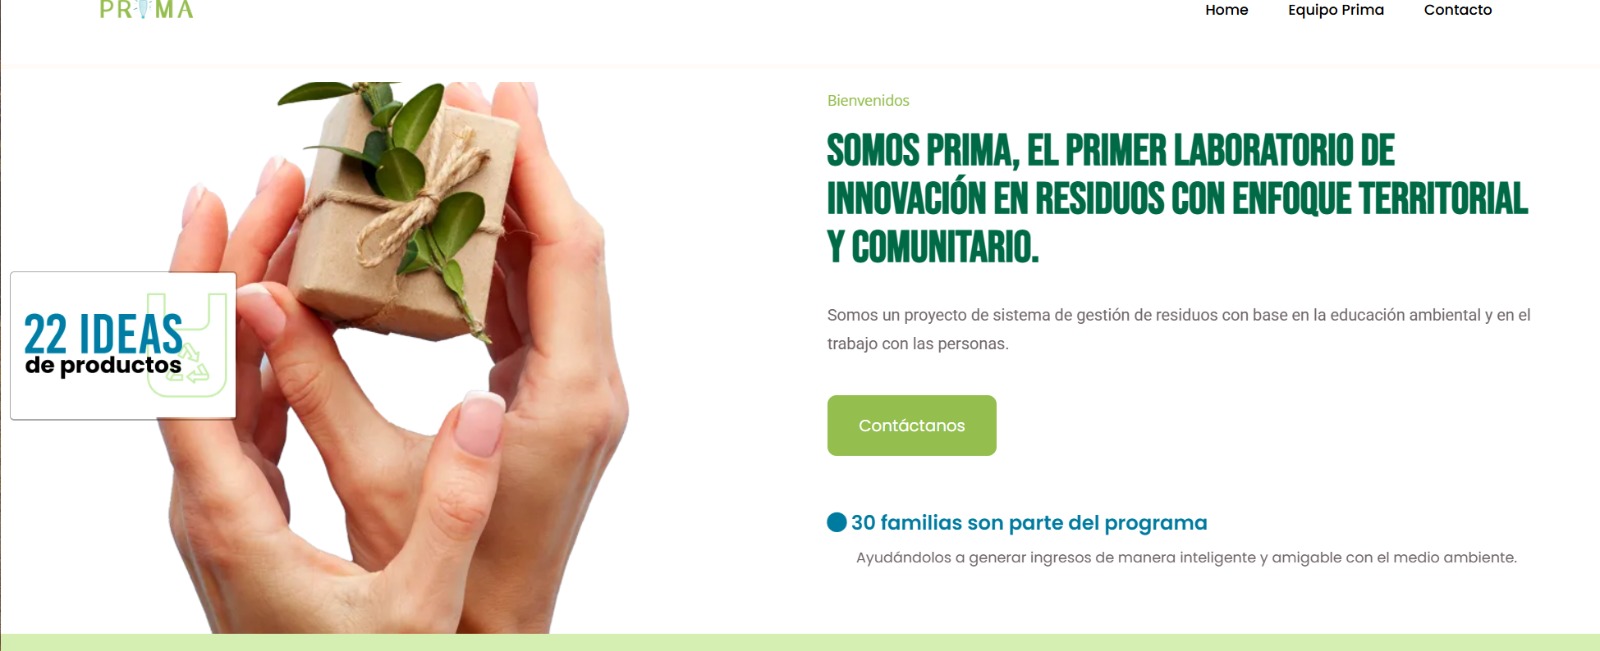 PRIMA
Home Equipo Prima Contacto
Bienvenidos
SOMOS PRIMA, EL PRIMER LABORATORIO DE
INNOVACIÓN EN RESIDUOS CON ENFOQUE TERRITORIAL
Y COMUNITARIO.
22 IDEAS
de productos
Somos un proyecto de sistema de gestión de residuos con base en la educación ambiental y en el
trabajo con las personas.
Contáctanos
30 familias son parte del programa
Ayudándolos a generar ingresos de manera inteligente y amigable con el medio ambiente.